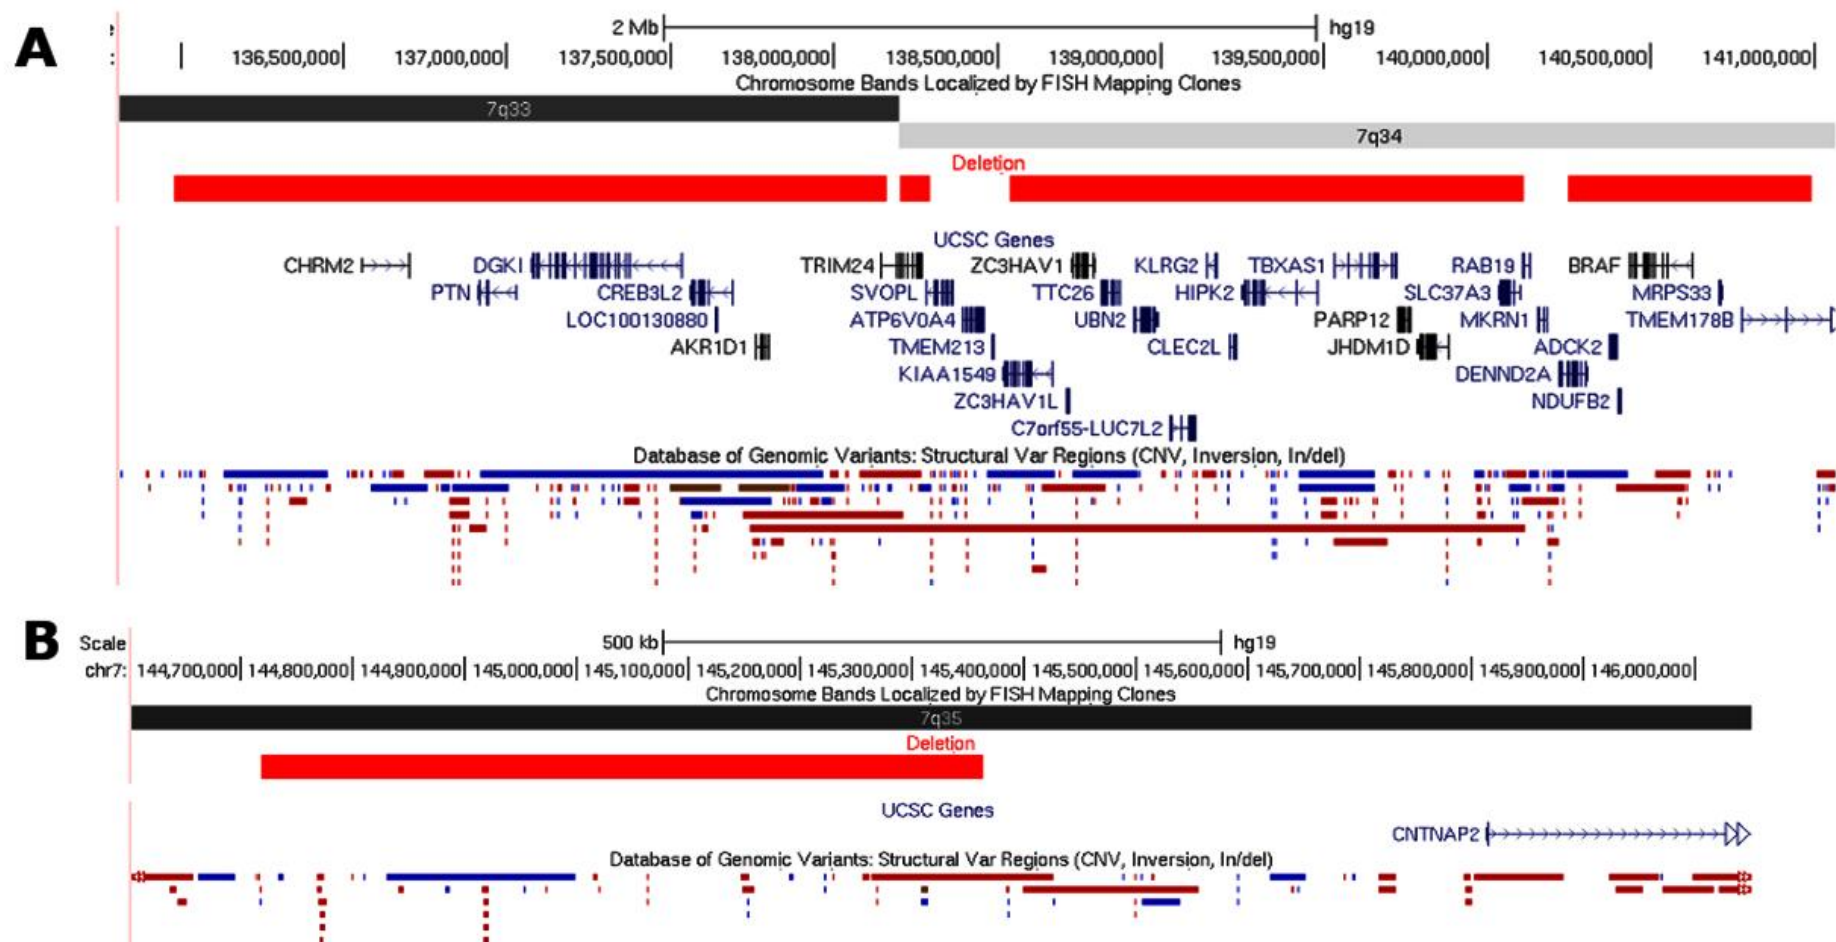 A
2 Mb hg19
136,500,000 137,000,000 137,500,000 138,000,000 138,500,000 139,000,000 139,500,000 140,000,000 140,500,000 141,000,000
Chromosome Bands Localized by FISH Mapping Clones
7q33
7q34
Deletion
UCSC Genes
CHRM2 DGKI TRIM24 ZC3HAV1 KLRG2 TBXAS1 RAB19 BRAF
PTN CREB3L2 SVOPL TTC26 HIPK2 SLC37A3 MRPS33
LOC100130880 ATP6V0A4 UBN2 PARP12 MKRN1 TMEM178B
AKR1D1 TMEM213 CLEC2L JHDM1D ADCK2
KIAA1549 DENND2A
ZC3HAV1L NDUFB2
C7orf55-LUC7L2
Database of Genomic Variants: Structural Var Regions (CNV, Inversion, In/del)
B
Scale 500 kb hg19
chr7: 144,700,000 144,800,000 144,900,000 145,000,000 145,100,000 145,200,000 145,300,000 145,400,000 145,500,000 145,600,000 145,700,000 145,800,000 145,900,000 146,000,000
Chromosome Bands Localized by FISH Mapping Clones
7q35
Deletion
UCSC Genes
CNTNAP2
Database of Genomic Variants: Structural Var Regions (CNV, Inversion, In/del)